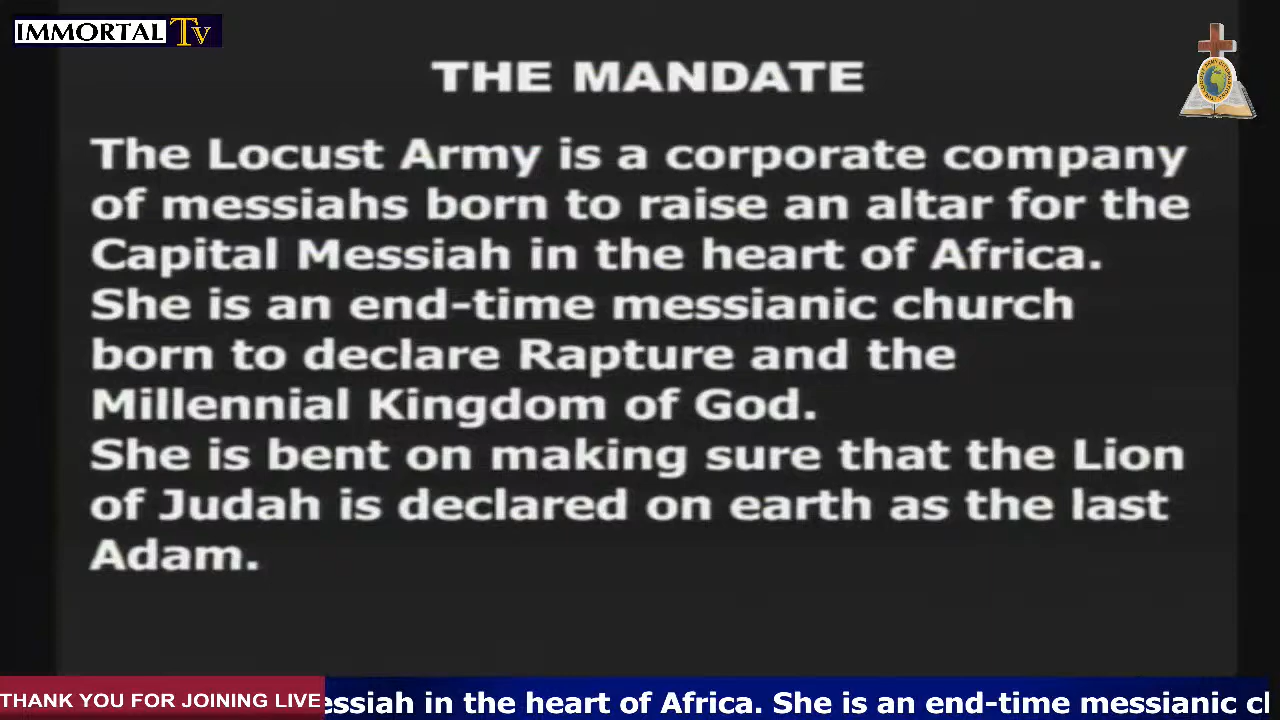 IMMORTAL Tv
THE MANDATE
The Locust Army is a corporate company
of messiahs born to raise an altar for the
Capital Messiah in the heart of Africa.
She is an end-time messianic church
born to declare Rapture and the
Millennial Kingdom of God.
She is bent on making sure that the Lion
of Judah is declared on earth as the last
Adam.
THANK YOU FOR JOINING LIVE
essiah in the heart of Africa. She is an end-time messianic cl